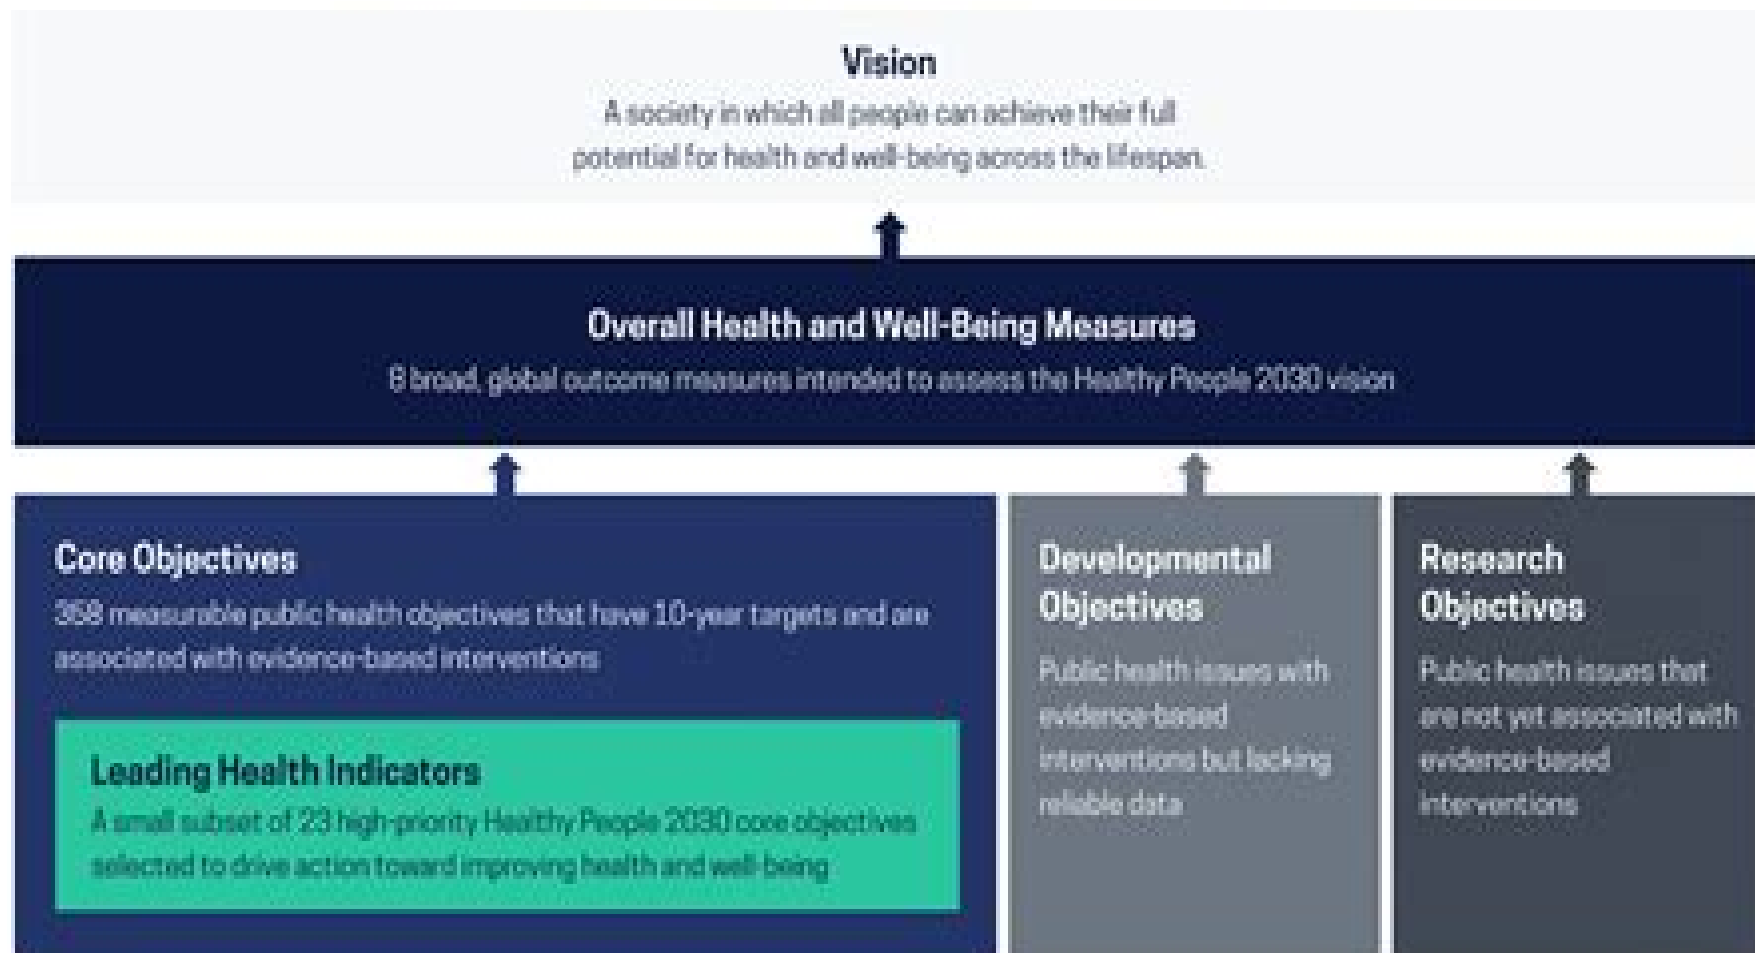 Vision
A society in which all people can achieve their full
potential for health and well-being across the lifespan.
Overall Health and Well-Being Measures
8 broad, global outcome measures intended to assess the Healthy People 2030 vision
Core Objectives
358 measurable public health objectives that have 10-year targets and are
associated with evidence-based interventions
Leading Health Indicators
A small subset of 23 high-priority Healthy People 2030 core objectives
selected to drive action toward improving health and well-being
Developmental
Objectives
Public health issues with
evidence-based
interventions but lacking
reliable data
Research
Objectives
Public health issues that
are not yet associated with
evidence-based
interventions